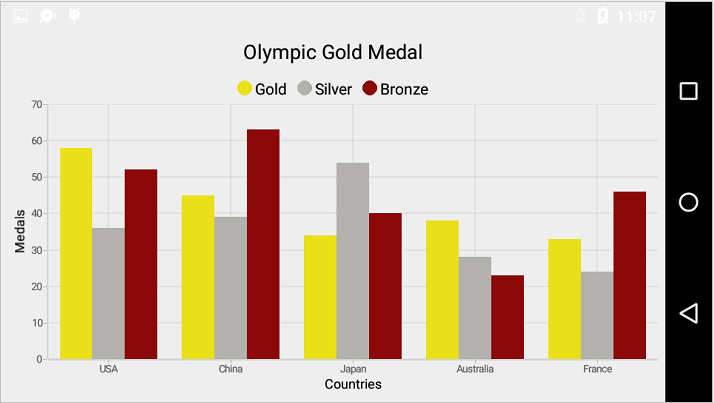 11:07
Olympic Gold Medal
Gold Silver Bronze
Medals
70
60
50
40
30
20
10
0
USA China Japan Australia France
Countries